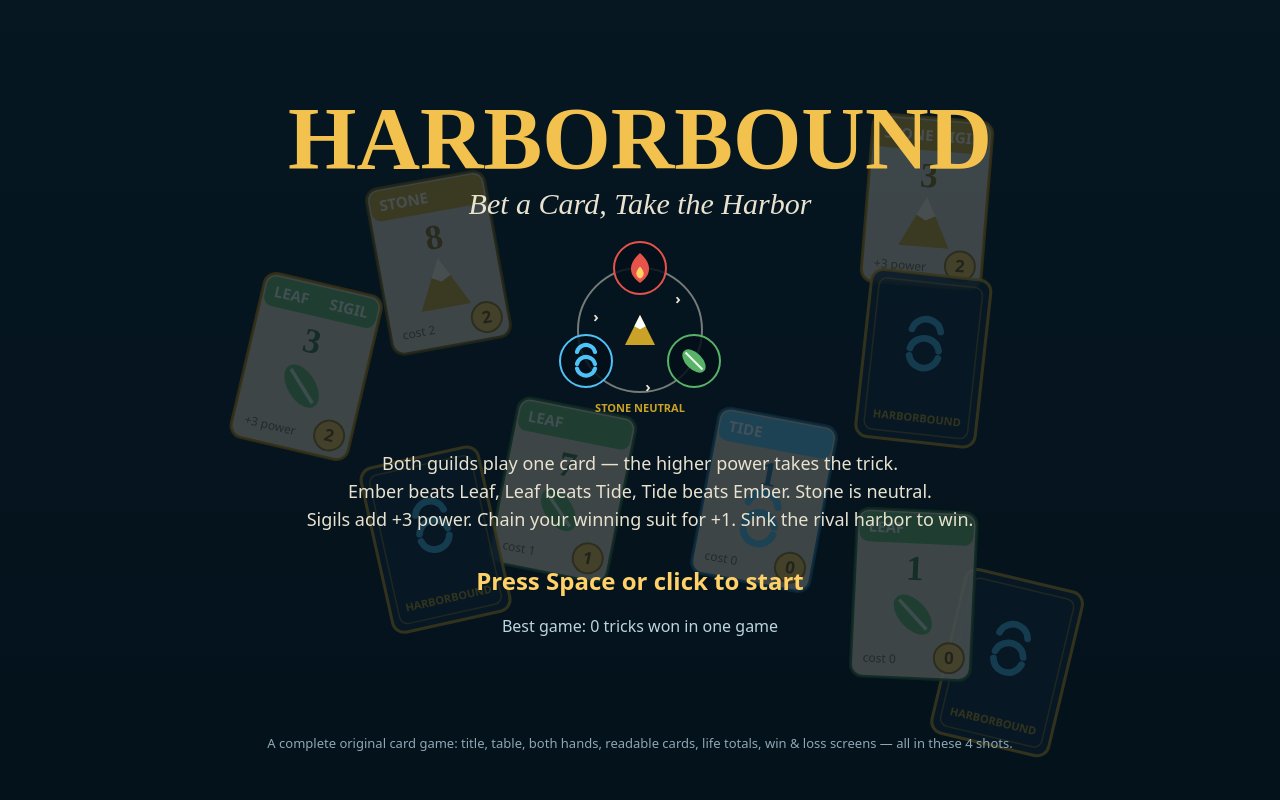 HARBORBOUND
STONE SIGIL
3
+3 power 2
Bet a Card, Take the Harbor
STONE
8
cost 2 2
LEAF SIGIL
3
+3 power 2
HARBORBOUND
STONE NEUTRAL
LEAF
7
cost 1 1
TIDE
cost 0 0
Both guilds play one card — the higher power takes the trick.
Ember beats Leaf, Leaf beats Tide, Tide beats Ember. Stone is neutral.
Sigils add +3 power. Chain your winning suit for +1. Sink the rival harbor to win.
LEAF
1
cost 0 0
Press Space or click to start
HARBORBOUND
Best game: 0 tricks won in one game
HARBORBOUND
A complete original card game: title, table, both hands, readable cards, life totals, win & loss screens — all in these 4 shots.